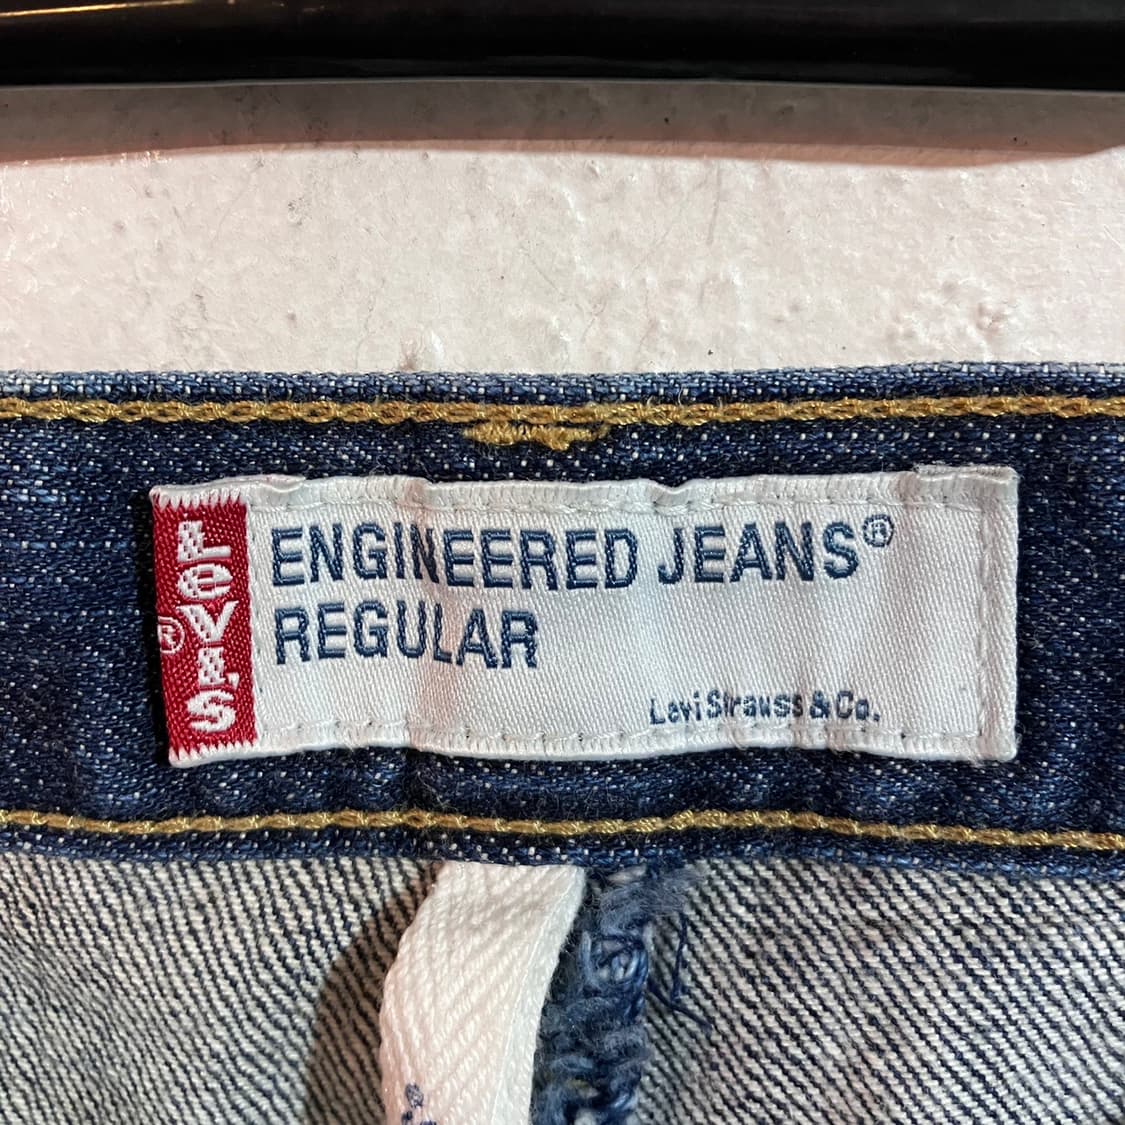 LEVI'S®
ENGINEERED JEANS®
REGULAR
Levi Strauss & Co.